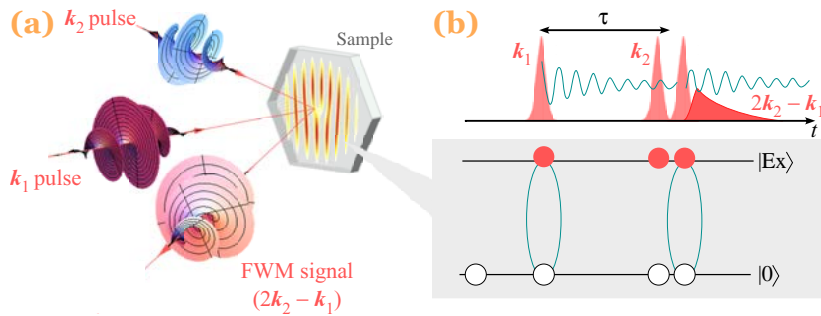 (a)
k₂ pulse
Sample
k₁ pulse
FWM signal
(2k₂ − k₁)
(b)
τ
k₁
k₂
2k₂ − k₁
t
|Ex⟩
|0⟩